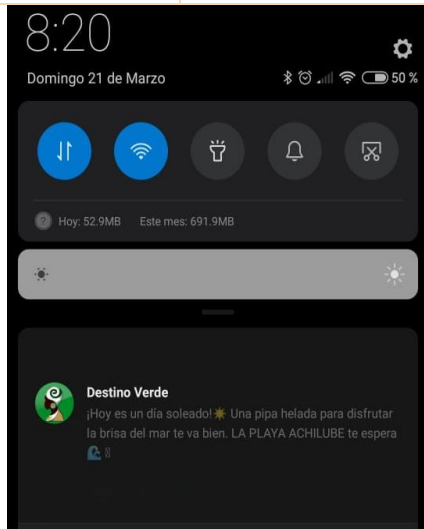 8:20
Domingo 21 de Marzo
50 %
? Hoy: 52.9MB Este mes: 691.9MB
Destino Verde
¡Hoy es un día soleado!☀ Una pipa helada para disfrutar
la brisa del mar te va bien. LA PLAYA ACHILUBE te espera
🌊